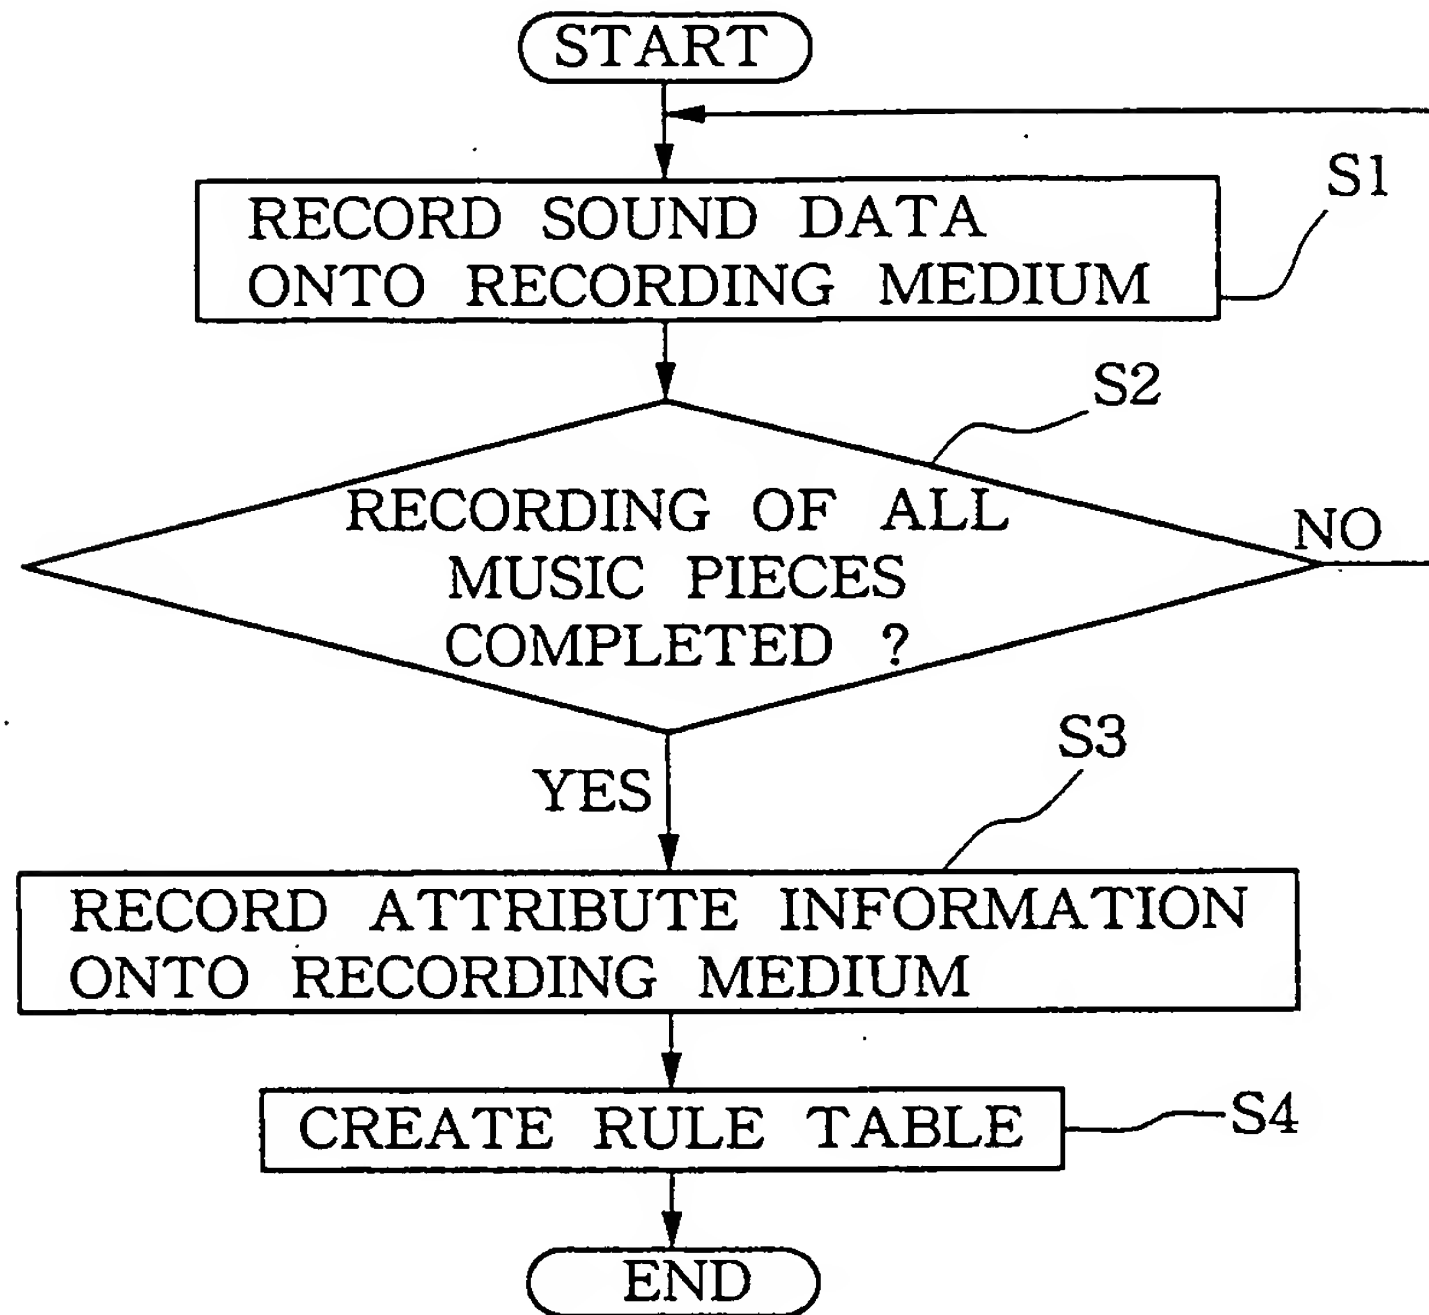 START
S1
RECORD SOUND DATA
ONTO RECORDING MEDIUM
S2
RECORDING OF ALL
MUSIC PIECES
COMPLETED ?
NO
YES
S3
RECORD ATTRIBUTE INFORMATION
ONTO RECORDING MEDIUM
CREATE RULE TABLE
S4
END